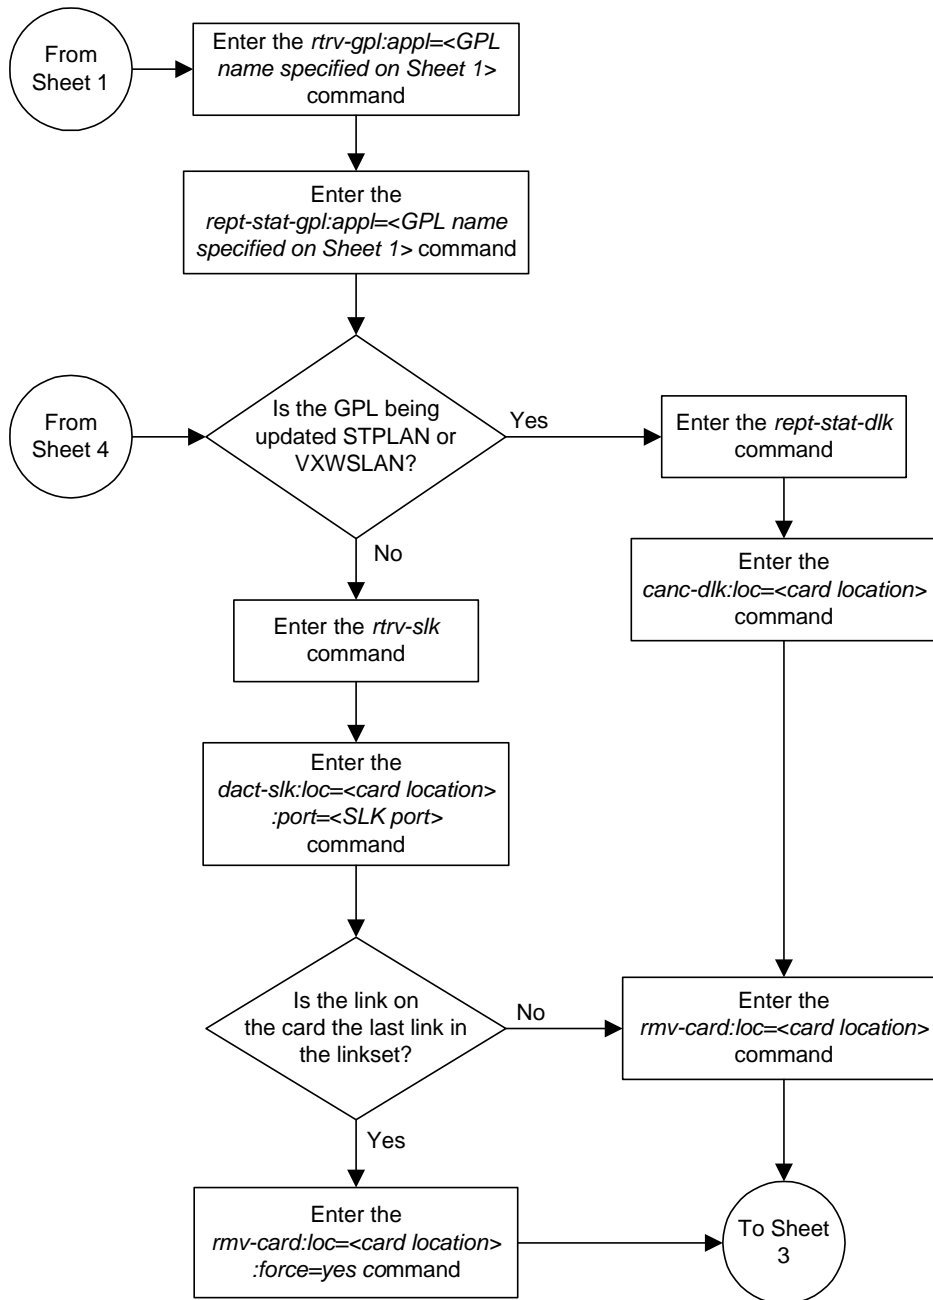 From
Sheet 1
Enter the rtrv-gpl:appl=<GPL
name specified on Sheet 1>
command
Enter the
rept-stat-gpl:appl=<GPL name
specified on Sheet 1> command
From
Sheet 4
Is the GPL being
updated STPLAN or
VXWSLAN?
Yes
Enter the rept-stat-dlk
command
No
Enter the
canc-dlk:loc=<card location>
command
Enter the rtrv-slk
command
Enter the
dact-slk:loc=<card location>
:port=<SLK port>
command
Is the link on
the card the last link in
the linkset?
No
Enter the
rmv-card:loc=<card location>
command
Yes
Enter the
rmv-card:loc=<card location>
:force=yes command
To Sheet
3